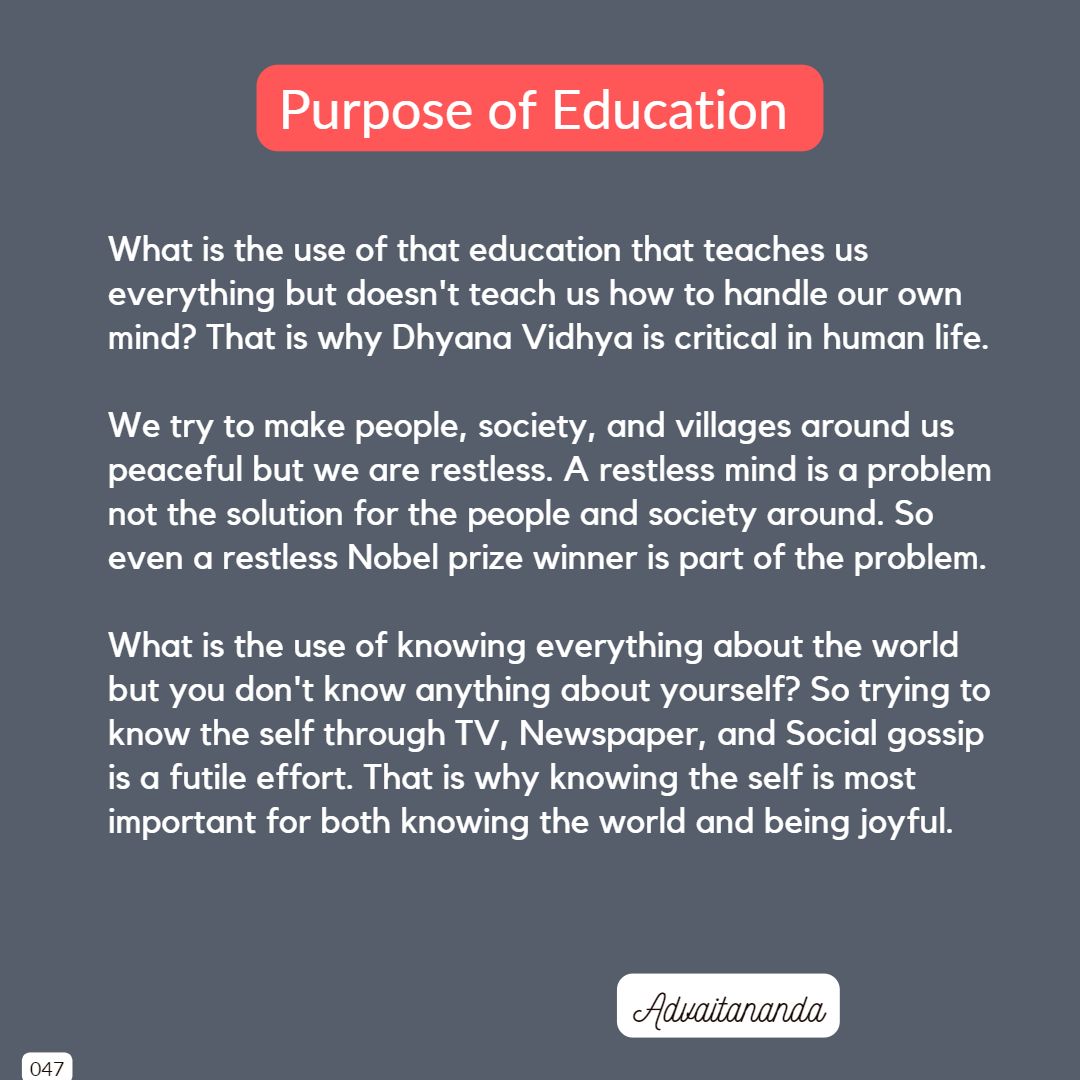 Purpose of Education
What is the use of that education that teaches us
everything but doesn't teach us how to handle our own
mind? That is why Dhyana Vidhya is critical in human life.
We try to make people, society, and villages around us
peaceful but we are restless. A restless mind is a problem
not the solution for the people and society around. So
even a restless Nobel prize winner is part of the problem.
What is the use of knowing everything about the world
but you don't know anything about yourself? So trying to
know the self through TV, Newspaper, and Social gossip
is a futile effort. That is why knowing the self is most
important for both knowing the world and being joyful.
Advaitananda
047